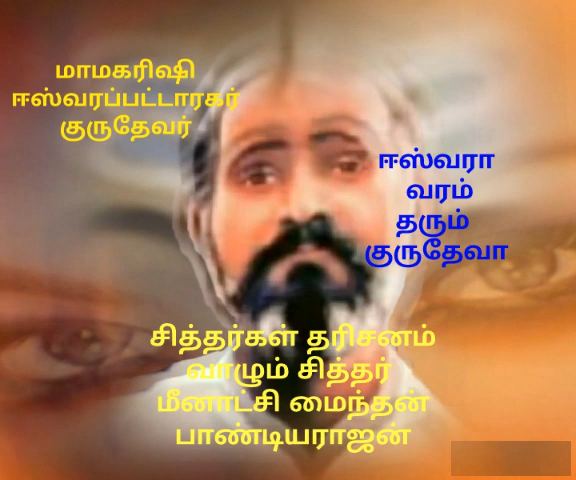 மாமகரிஷி
ஈஸ்வரப்பட்டாரகர்
குருதேவர்
ஈஸ்வரா
வரம்
தரும்
குருதேவா
சித்தர்கள் தரிசனம்
வாழும் சித்தர்
மீனாட்சி மைந்தன்
பாண்டியராஜன்